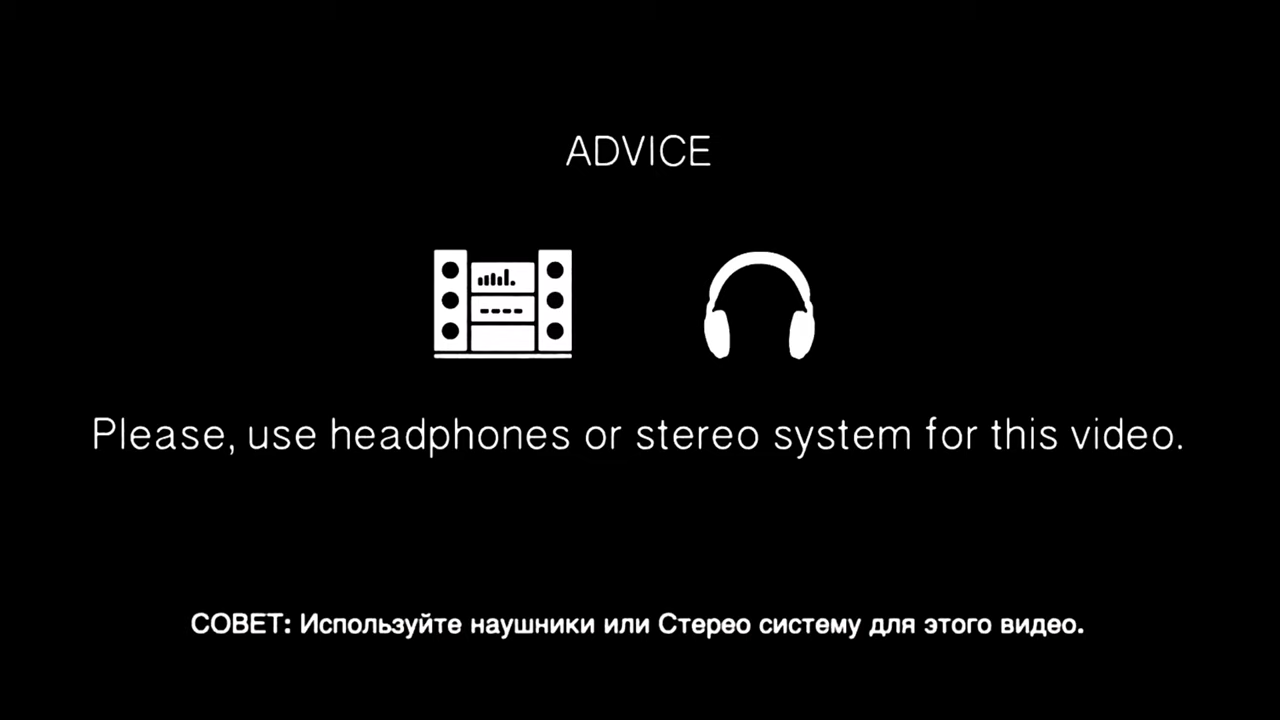 ADVICE
Please, use headphones or stereo system for this video.
СОВЕТ: Используйте наушники или Стерео систему для этого видео.